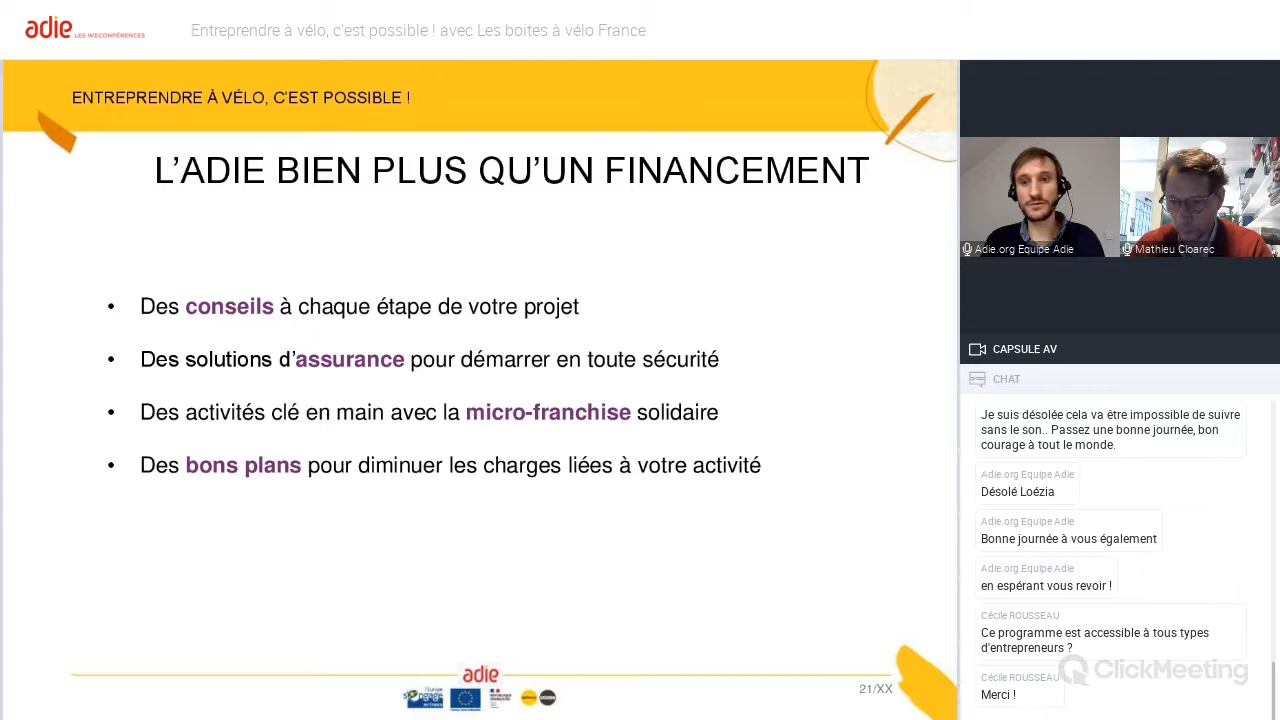 adie LES WECONFÉRENCES
Entreprendre à vélo, c'est possible ! avec Les boites à vélo France
ENTREPRENDRE À VÉLO, C'EST POSSIBLE !
L'ADIE BIEN PLUS QU'UN FINANCEMENT
• Des conseils à chaque étape de votre projet
• Des solutions d'assurance pour démarrer en toute sécurité
• Des activités clé en main avec la micro-franchise solidaire
• Des bons plans pour diminuer les charges liées à votre activité
adie
l'Europe
s'engage
en France
21/XX
Adie.org Equipe Adie
Mathieu Cloarec
CAPSULE AV
CHAT
Je suis désolée cela va être impossible de suivre
sans le son.. Passez une bonne journée, bon
courage à tout le monde.
Adie.org Equipe Adie
Désolé Loézia
Adie.org Equipe Adie
Bonne journée à vous également
Adie.org Equipe Adie
en espérant vous revoir !
Cécile ROUSSEAU
Ce programme est accessible à tous types
d'entrepreneurs ?
Cécile ROUSSEAU
Merci !
ClickMeeting